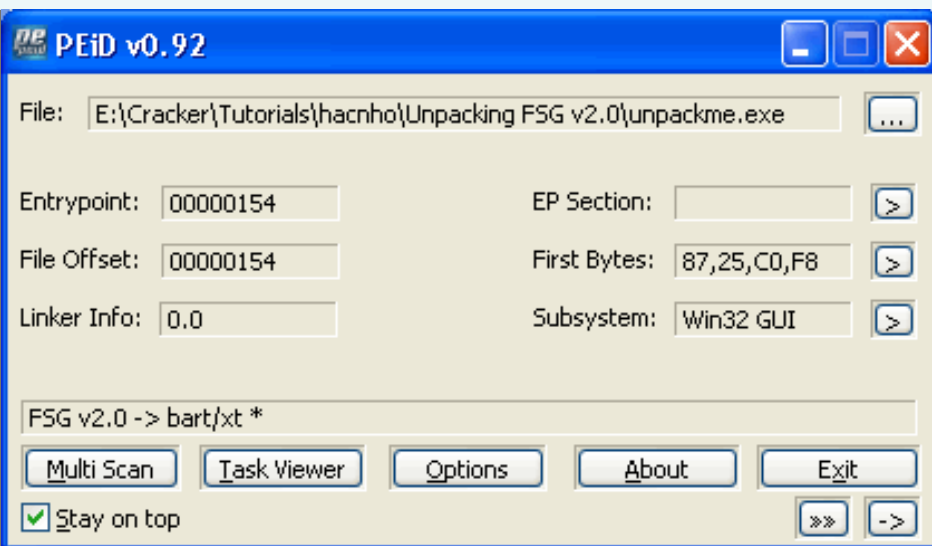 PEiD v0.92
File: E:\Cracker\Tutorials\hacnho\Unpacking FSG v2.0\unpackme.exe ...
Entrypoint: 00000154 EP Section: >
File Offset: 00000154 First Bytes: 87,25,C0,F8 >
Linker Info: 0.0 Subsystem: Win32 GUI >
FSG v2.0 -> bart/xt *
Multi Scan Task Viewer Options About Exit
Stay on top »» ->